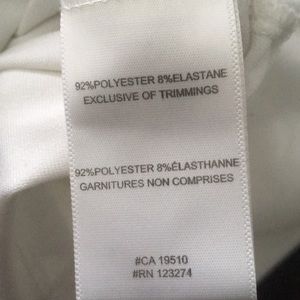 92%POLYESTER 8%ELASTANE
EXCLUSIVE OF TRIMMINGS
92%POLYESTER 8%ÉLASTHANNE
GARNITURES NON COMPRISES
#CA 19510
#RN 123274